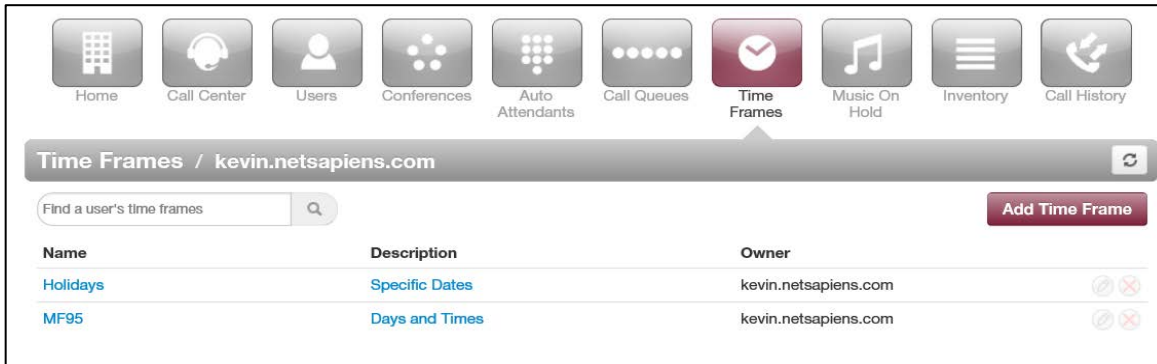 Home Call Center Users Conferences Auto Attendants Call Queues Time Frames Music On Hold Inventory Call History
Time Frames / kevin.netsapiens.com
Find a user's time frames
Add Time Frame
Name Description Owner
Holidays Specific Dates kevin.netsapiens.com
MF95 Days and Times kevin.netsapiens.com